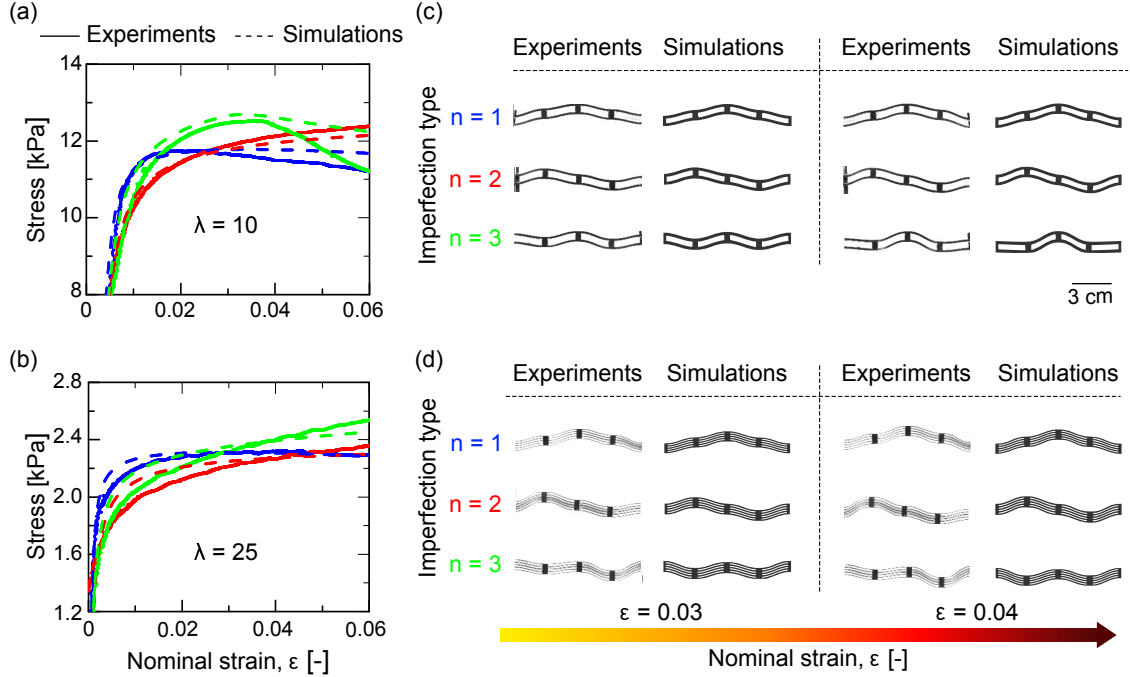 (a)
Experiments
Simulations
Stress [kPa]
14
12
10
8
λ = 10
0
0.02
0.04
0.06
(b)
Stress [kPa]
2.8
2.4
2.0
1.6
1.2
λ = 25
0
0.02
0.04
0.06
Nominal strain, ε [-]
(c)
Experiments Simulations Experiments Simulations
Imperfection type
n = 1
n = 2
n = 3
3 cm
(d)
Experiments Simulations Experiments Simulations
Imperfection type
n = 1
n = 2
n = 3
ε = 0.03 ε = 0.04
Nominal strain, ε [-]